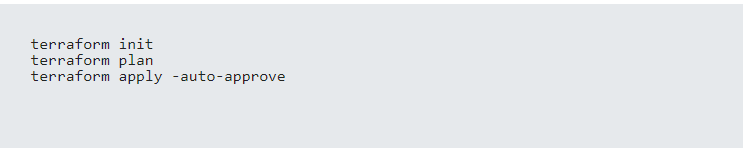 terraform init
terraform plan
terraform apply -auto-approve